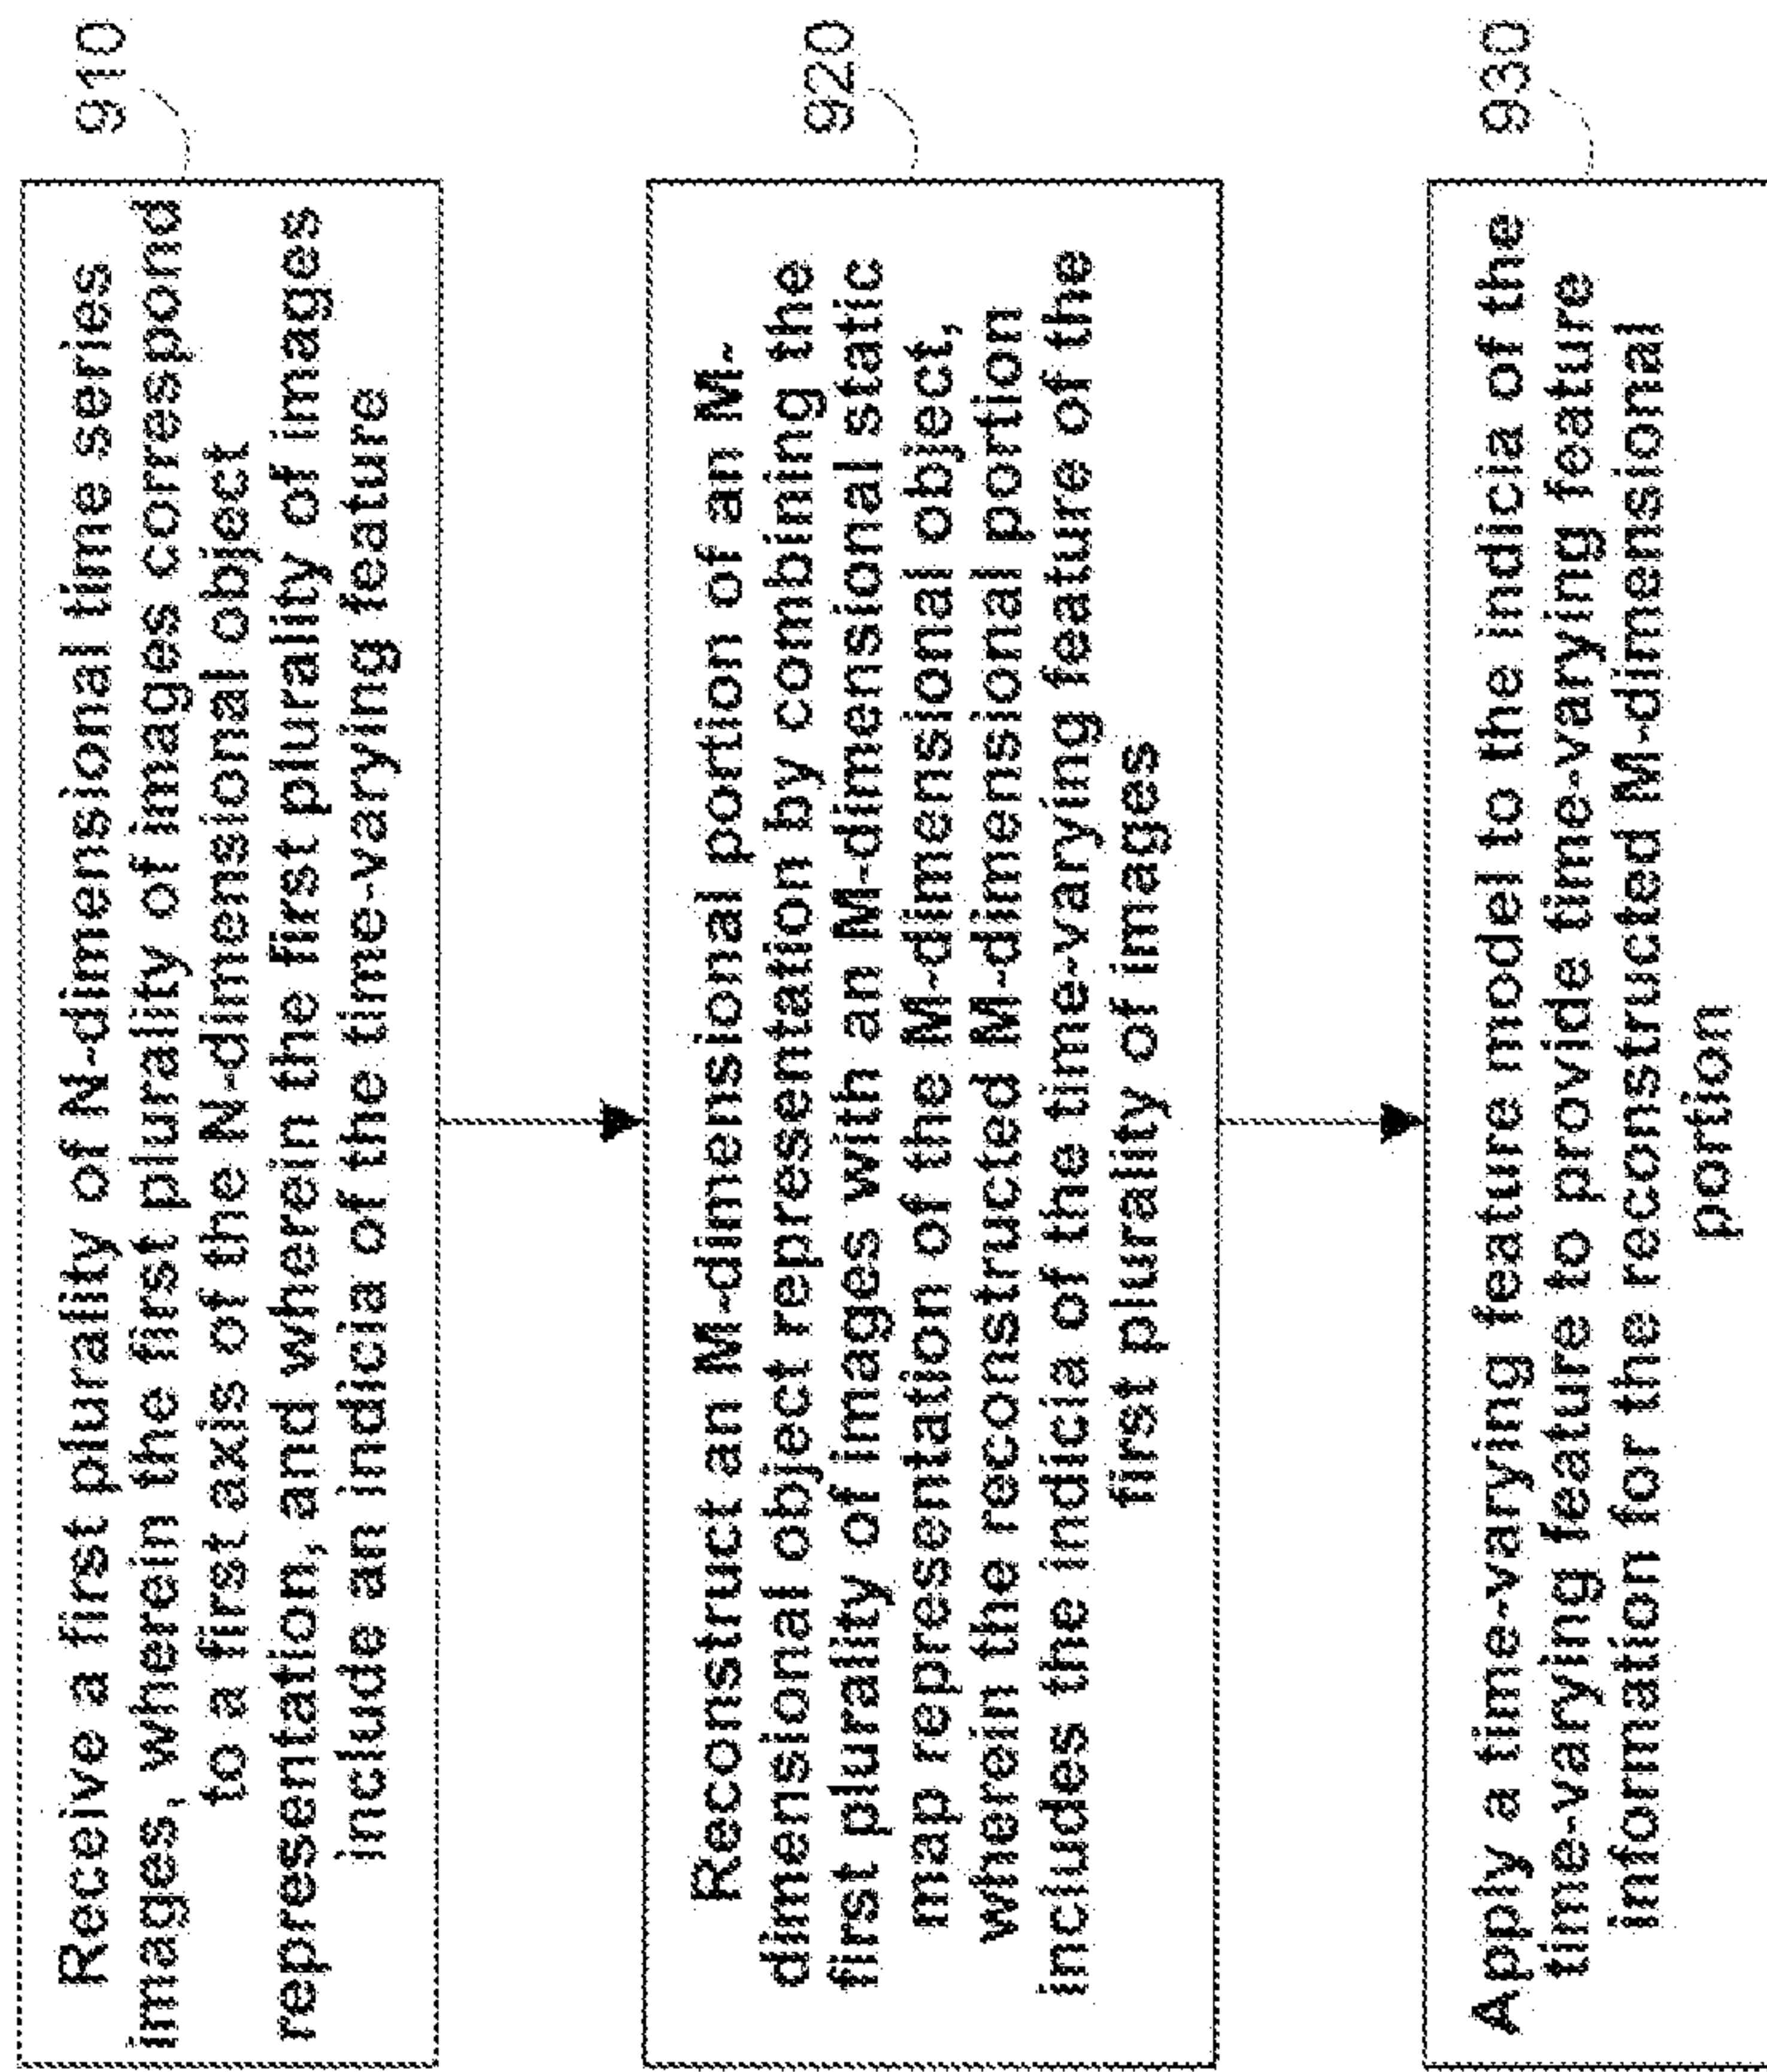 910
Receive a first plurality of N-dimensional time series
images, wherein the first plurality of images correspond
to a first axis of the N-dimensional object
representation, and wherein the first plurality of images
include an indicia of the time-varying feature
920
Reconstruct an M-dimensional portion of an M-
dimensional object representation by combining the
first plurality of images with an M-dimensional static
map representation of the M-dimensional object,
wherein the reconstructed M-dimensional portion
includes the indicia of the time-varying feature of the
first plurality of images
930
Apply a time-varying feature model to the indicia of the
time-varying feature to provide time-varying feature
information for the reconstructed M-dimensional
portion